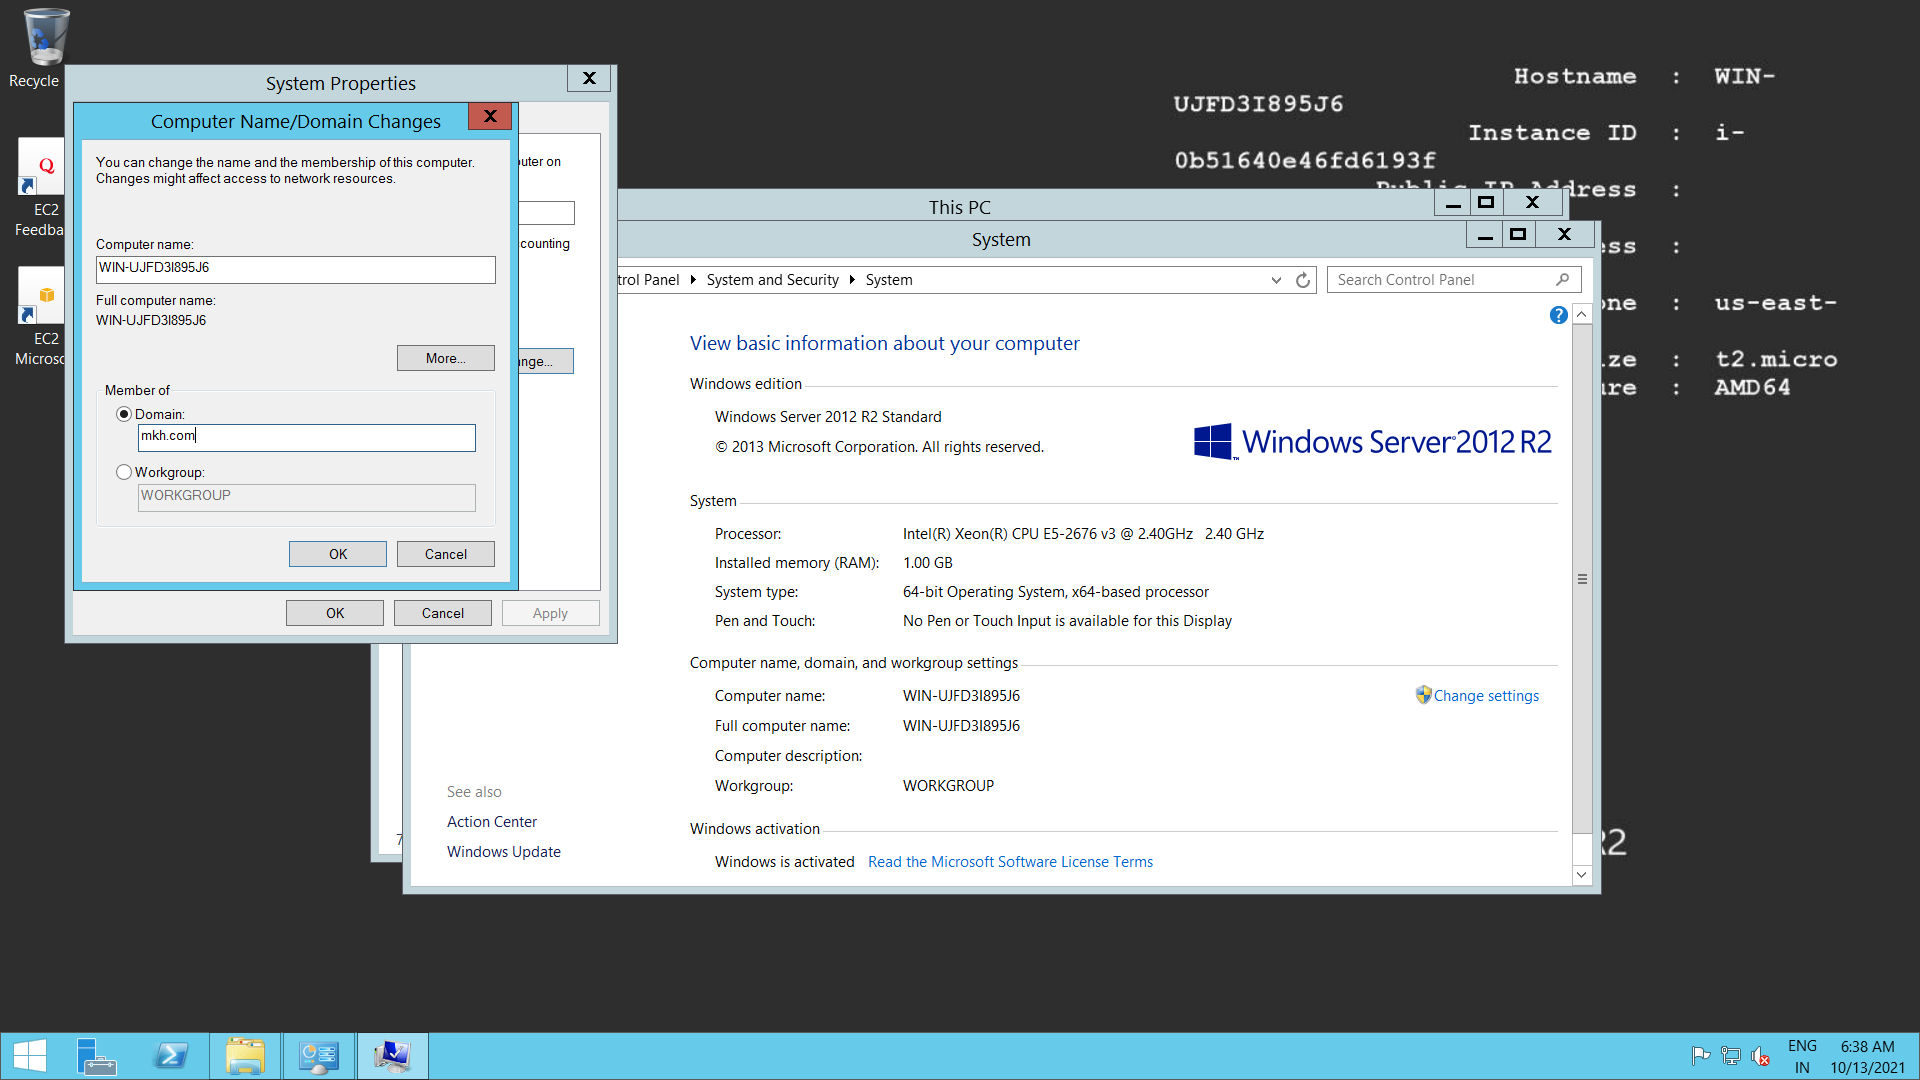 Recycle
EC2
Feedba
EC2
Microso
Hostname : WIN-
UJFD3I895J6
Instance ID : i-
0b51640e46fd6193f
Public IP Address :
ess :
one : us-east-
ize : t2.micro
ure : AMD64
R2
System Properties
X
Computer Name/Domain Changes
X
You can change the name and the membership of this computer.
Changes might affect access to network resources.
Computer name:
WIN-UJFD3I895J6
Full computer name:
WIN-UJFD3I895J6
More...
Member of
Domain:
mkh.com
Workgroup:
WORKGROUP
OK Cancel
uter on
counting
nge...
OK Cancel Apply
This PC
System
trol Panel System and Security System
Search Control Panel
View basic information about your computer
Windows edition
Windows Server 2012 R2 Standard
© 2013 Microsoft Corporation. All rights reserved.
Windows Server 2012 R2
System
Processor: Intel(R) Xeon(R) CPU E5-2676 v3 @ 2.40GHz 2.40 GHz
Installed memory (RAM): 1.00 GB
System type: 64-bit Operating System, x64-based processor
Pen and Touch: No Pen or Touch Input is available for this Display
Computer name, domain, and workgroup settings
Computer name: WIN-UJFD3I895J6 Change settings
Full computer name: WIN-UJFD3I895J6
Computer description:
Workgroup: WORKGROUP
Windows activation
Windows is activated Read the Microsoft Software License Terms
See also
Action Center
Windows Update
7
ENG
IN
6:38 AM
10/13/2021